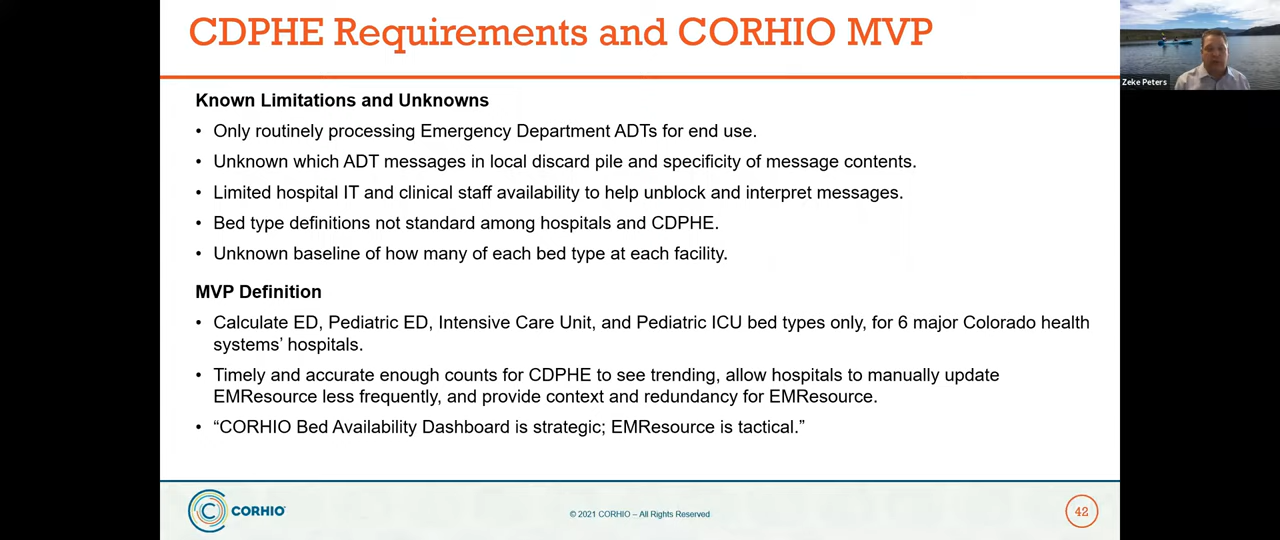 CDPHE Requirements and CORHIO MVP
Zeke Peters
Known Limitations and Unknowns
• Only routinely processing Emergency Department ADTs for end use.
• Unknown which ADT messages in local discard pile and specificity of message contents.
• Limited hospital IT and clinical staff availability to help unblock and interpret messages.
• Bed type definitions not standard among hospitals and CDPHE.
• Unknown baseline of how many of each bed type at each facility.
MVP Definition
• Calculate ED, Pediatric ED, Intensive Care Unit, and Pediatric ICU bed types only, for 6 major Colorado health
systems’ hospitals.
• Timely and accurate enough counts for CDPHE to see trending, allow hospitals to manually update
EMResource less frequently, and provide context and redundancy for EMResource.
• “CORHIO Bed Availability Dashboard is strategic; EMResource is tactical.”
CORHIO
© 2021 CORHIO – All Rights Reserved
42